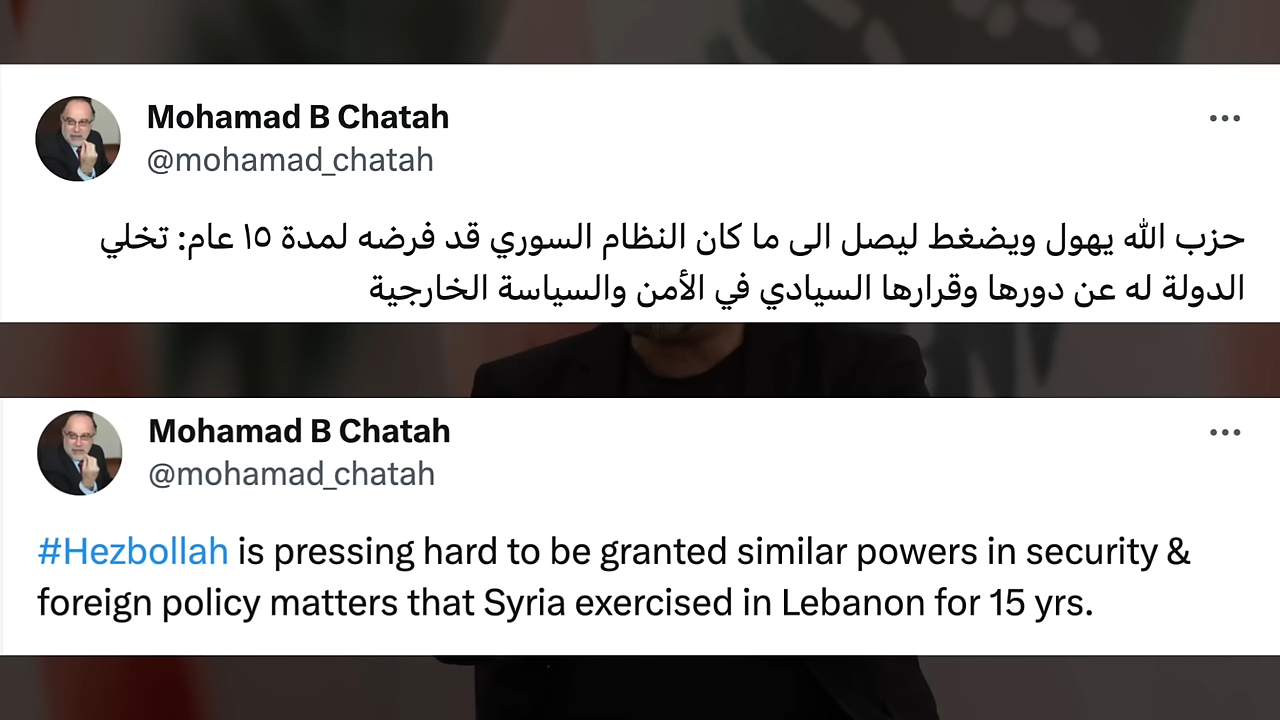 Mohamad B Chatah
@mohamad_chatah
حزب الله يهول ويضغط ليصل الى ما كان النظام السوري قد فرضه لمدة ١٥ عام: تخلي
الدولة له عن دورها وقرارها السيادي في الأمن والسياسة الخارجية
Mohamad B Chatah
@mohamad_chatah
#Hezbollah is pressing hard to be granted similar powers in security &
foreign policy matters that Syria exercised in Lebanon for 15 yrs.